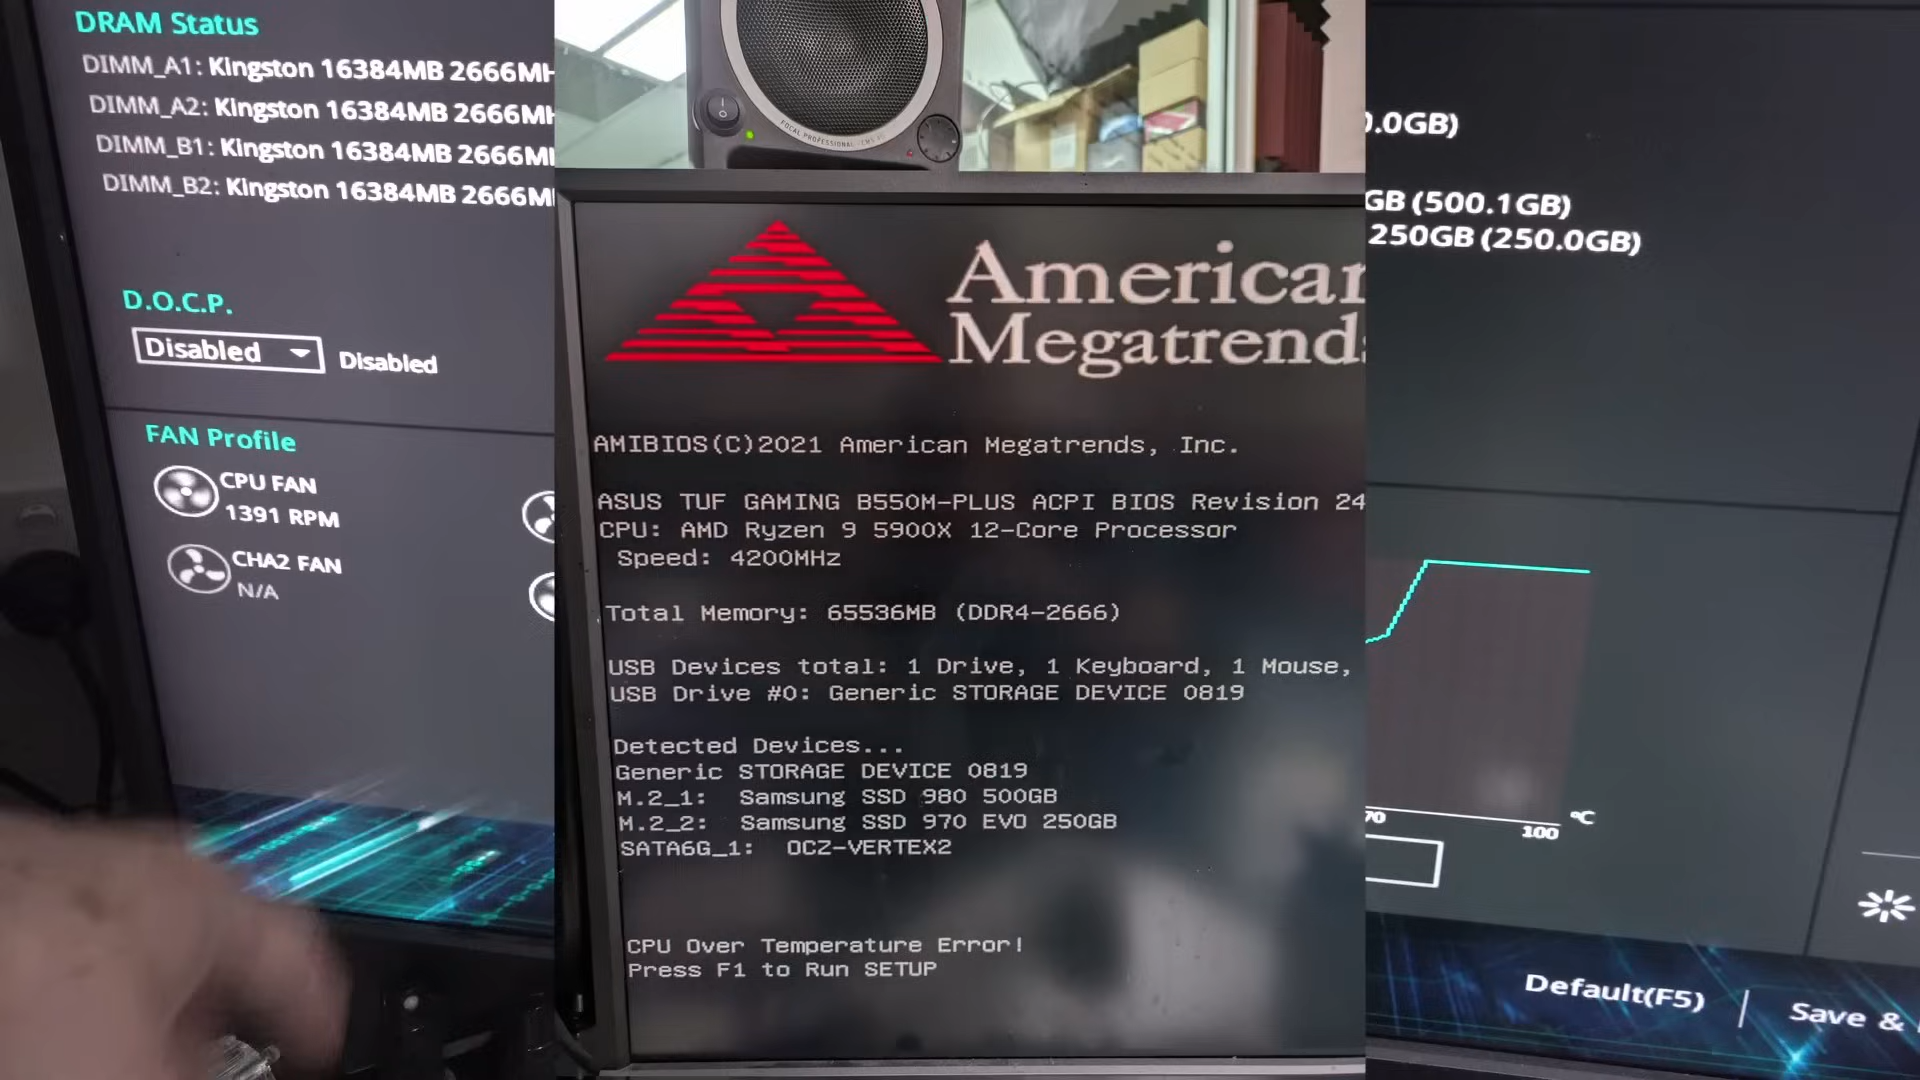 DRAM Status
DIMM_A1: Kingston 16384MB 2666MH
DIMM_A2: Kingston 16384MB 2666MH
DIMM_B1: Kingston 16384MB 2666M
DIMM_B2: Kingston 16384MB 2666M
D.O.C.P.
Disabled Disabled
FAN Profile
CPU FAN
1391 RPM
CHA2 FAN
N/A
FOCAL PROFESSIONAL
American
Megatrends
AMIBIOS(C)2021 American Megatrends, Inc.
ASUS TUF GAMING B550M-PLUS ACPI BIOS Revision 24
CPU: AMD Ryzen 9 5900X 12-Core Processor
Speed: 4200MHz
Total Memory: 65536MB (DDR4-2666)
USB Devices total: 1 Drive, 1 Keyboard, 1 Mouse,
USB Drive #0: Generic STORAGE DEVICE 0819
Detected Devices...
Generic STORAGE DEVICE 0819
M.2_1: Samsung SSD 980 500GB
M.2_2: Samsung SSD 970 EVO 250GB
SATA6G_1: OCZ-VERTEX2
CPU Over Temperature Error!
Press F1 to Run SETUP
0.0GB)
GB (500.1GB)
250GB (250.0GB)
70
100
°C
Default(F5)
Save &